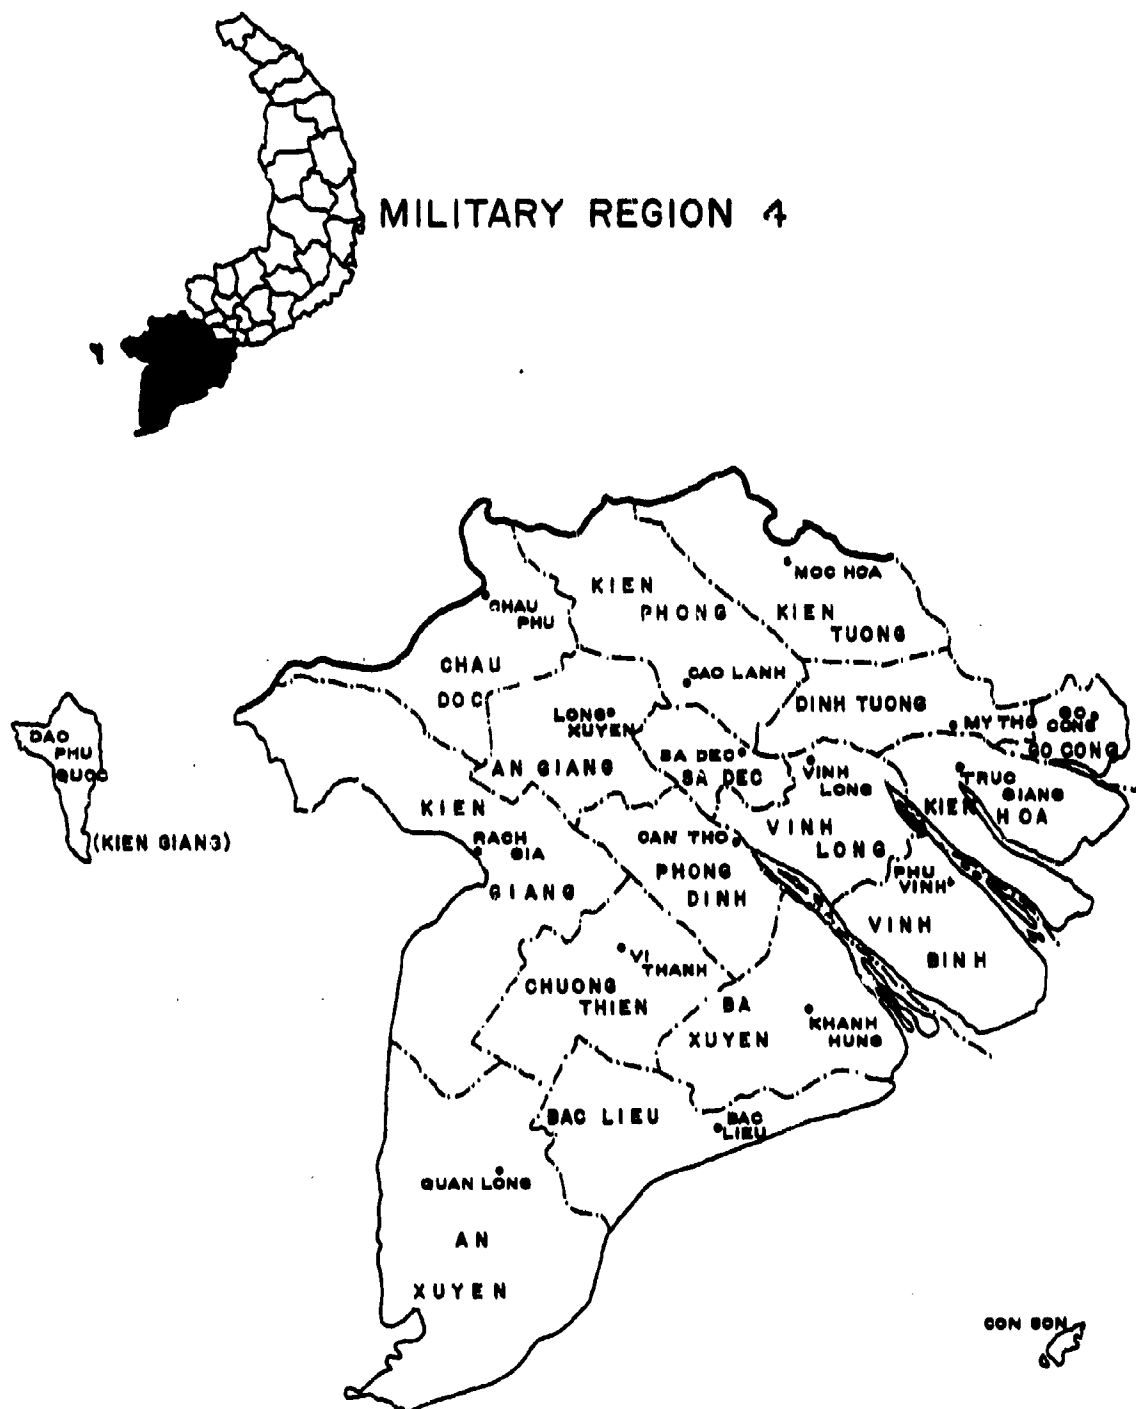 MILITARY REGION 4
MOC HOA
KIEN
PHONG
KIEN
TUONG
CHAU
PHU
CHAU
DOC
CAO LANH
DINH TUONG
LONG
XUYEN
MY THO
GO
CONG
GO CONG
DAO
PHU
QUOC
(KIEN GIANG)
AN GIANG
SA DEC
SA DEC
VINH
LONG
TRUC
GIANG
KIEN
HOA
KIEN
GIANG
RACH
GIA
CAN THO
PHONG
DINH
VINH
LONG
PHU
VINH
VINH
BINH
VI
THANH
CHUONG
THIEN
BA
XUYEN
KHANH
HUNG
BAC LIEU
BAC
LIEU
QUAN LONG
AN
XUYEN
CON SON